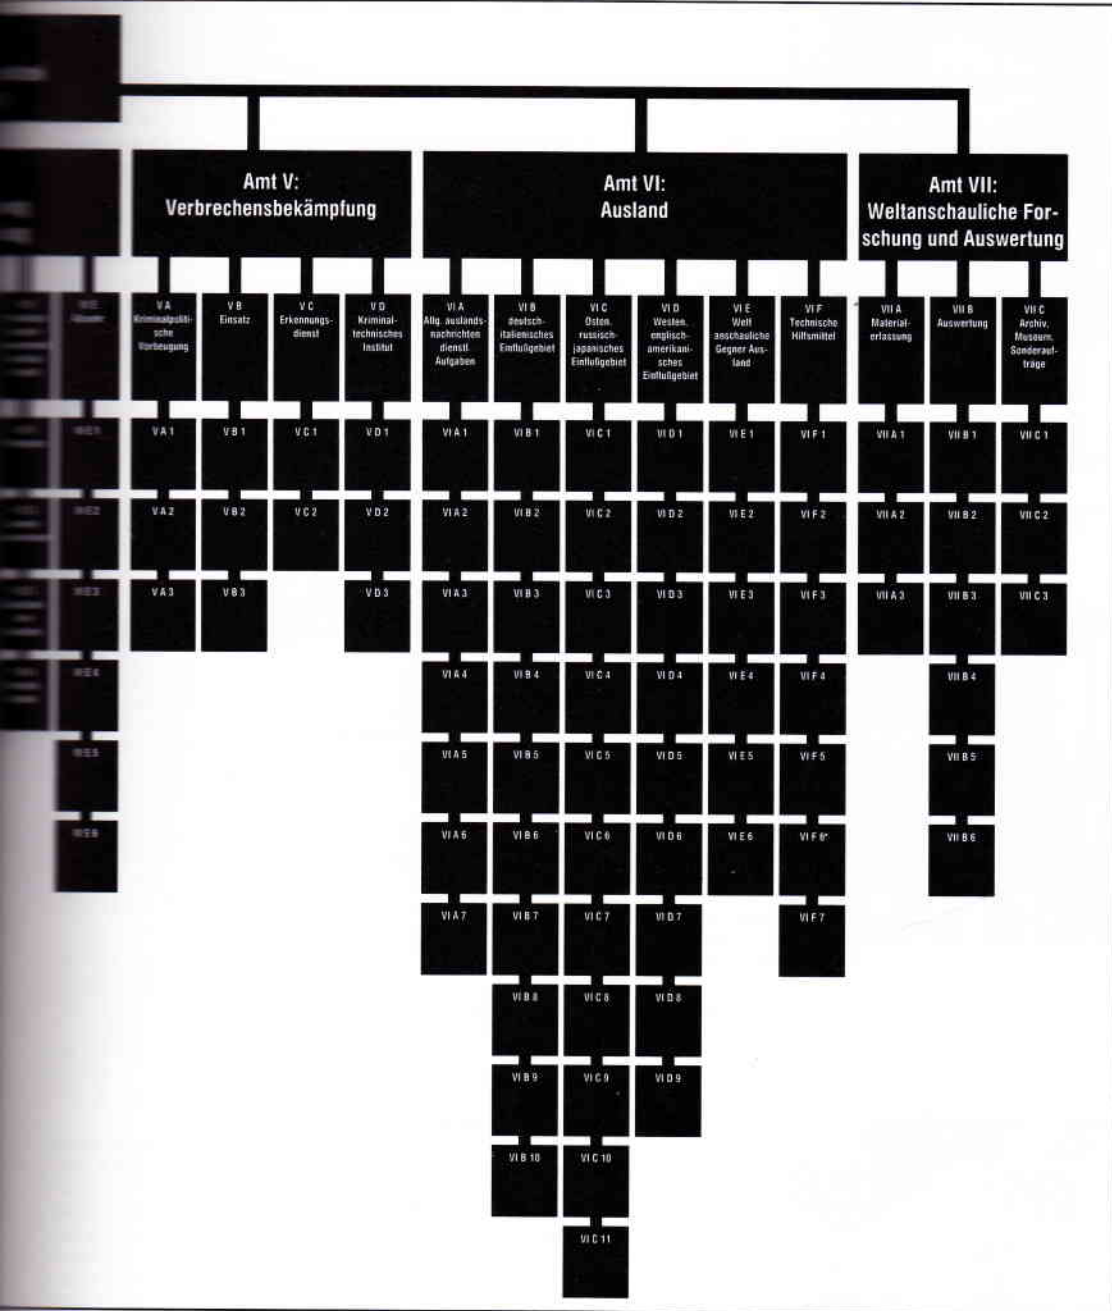 Amt V:
Verbrechensbekämpfung
Amt VI:
Ausland
Amt VII:
Weltanschauliche For-
schung und Auswertung
V A
Kriminalpoliti-
sche
Vorbeugung
V B
Einsatz
V C
Erkennungs-
dienst
V D
Kriminal-
technisches
Institut
VI A
Allg. auslands-
nachrichten
dienstl.
Aufgaben
VI B
deutsch-
italienisches
Einflußgebiet
VI C
Osten.
russisch-
japanisches
Einflußgebiet
VI D
Westen.
englisch-
amerikani-
sches
Einflußgebiet
VI E
Welt
anschauliche
Gegner Aus-
land
VI F
Technische
Hilfsmittel
VII A
Material-
erfassung
VII B
Auswertung
VII C
Archiv.
Museum.
Sonderauf-
träge
V A 1 V B 1 V C 1 V D 1 VI A 1 VI B 1 VI C 1 VI D 1 VI E 1 VI F 1 VII A 1 VII B 1 VII C 1
V A 2 V B 2 V C 2 V D 2 VI A 2 VI B 2 VI C 2 VI D 2 VI E 2 VI F 2 VII A 2 VII B 2 VII C 2
V A 3 V B 3 V D 3 VI A 3 VI B 3 VI C 3 VI D 3 VI E 3 VI F 3 VII A 3 VII B 3 VII C 3
VI A 4 VI B 4 VI C 4 VI D 4 VI E 4 VI F 4 VII B 4
VI A 5 VI B 5 VI C 5 VI D 5 VI E 5 VI F 5 VII B 5
VI A 6 VI B 6 VI C 6 VI D 6 VI E 6 VI F 6 VII B 6
VI A 7 VI B 7 VI C 7 VI D 7 VI F 7
VI B 8 VI C 8 VI D 8
VI B 9 VI C 9 VI D 9
VI B 10 VI C 10
VI C 11